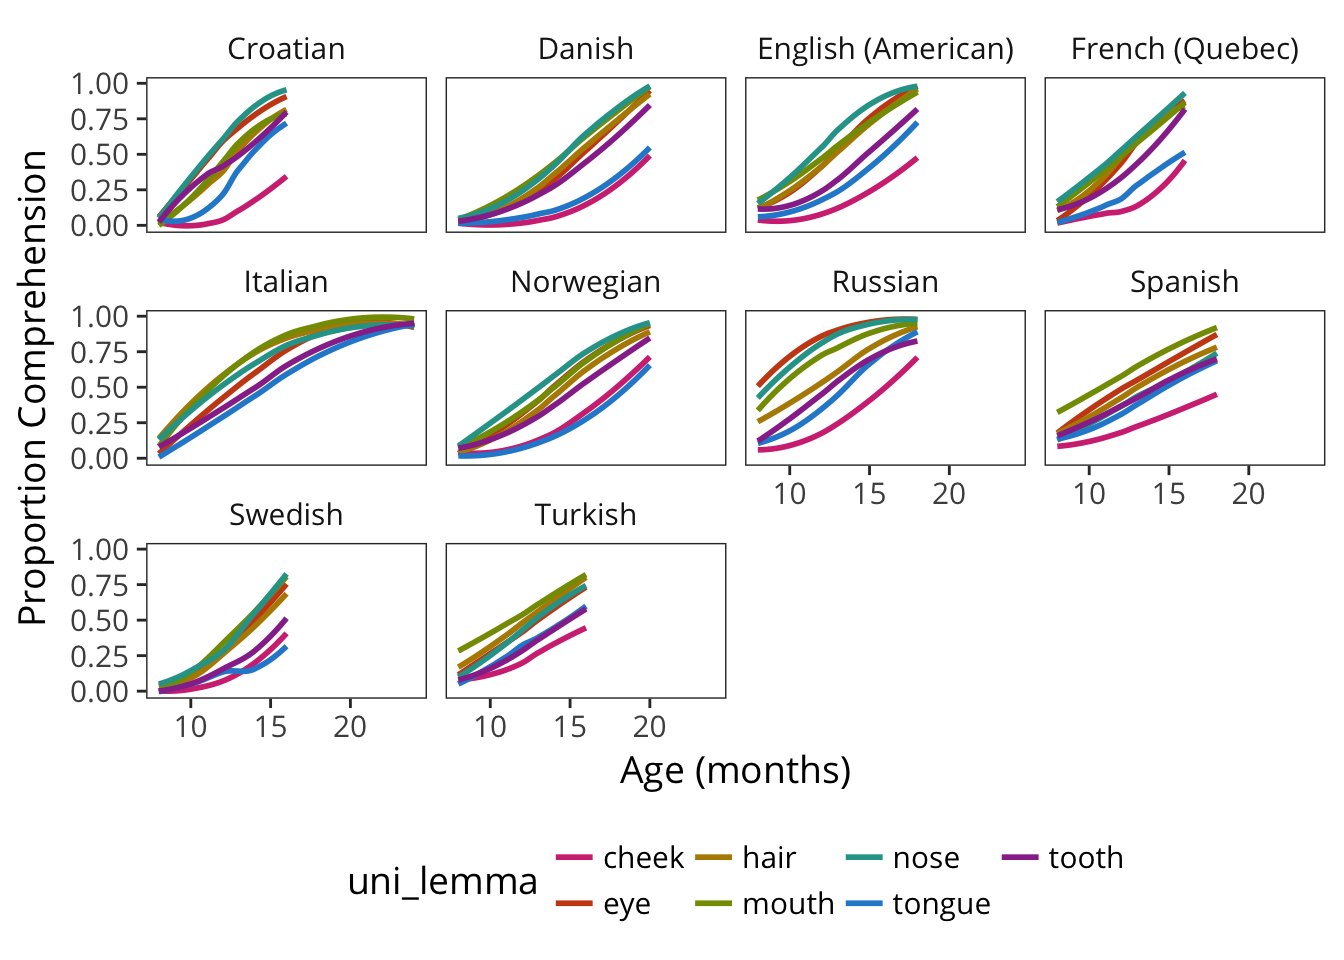 Croatian Danish English (American) French (Quebec)
1.00
0.75
0.50
0.25
0.00
Italian Norwegian Russian Spanish
1.00
0.75
0.50
0.25
0.00
10 15 20 10 15 20
Swedish Turkish
1.00
0.75
0.50
0.25
0.00
10 15 20 10 15 20
Proportion Comprehension
Age (months)
uni_lemma
cheek hair nose tooth
eye mouth tongue